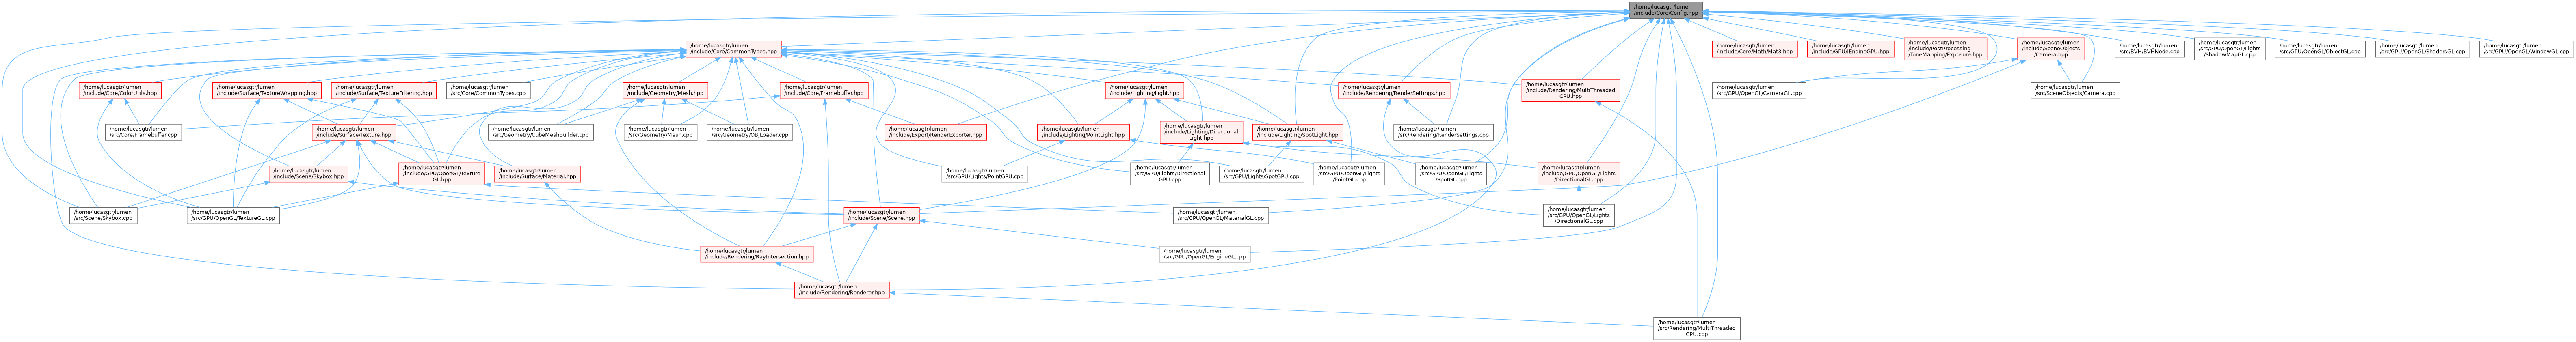 /home/lucasgtr/lumen
/include/Core/Config.hpp
/home/lucasgtr/lumen
/include/Core/CommonTypes.hpp
/home/lucasgtr/lumen
/include/Core/Math/Mat3.hpp
/home/lucasgtr/lumen
/include/GPU/IEngineGPU.hpp
/home/lucasgtr/lumen
/include/PostProcessing
/ToneMapping/Exposure.hpp
/home/lucasgtr/lumen
/include/SceneObjects
/Camera.hpp
/home/lucasgtr/lumen
/src/BVH/BVHNode.cpp
/home/lucasgtr/lumen
/src/GPU/OpenGL/Lights
/ShadowMapGL.cpp
/home/lucasgtr/lumen
/src/GPU/OpenGL/ObjectGL.cpp
/home/lucasgtr/lumen
/src/GPU/OpenGL/ShadersGL.cpp
/home/lucasgtr/lumen
/src/GPU/OpenGL/WindowGL.cpp
/home/lucasgtr/lumen
/include/Core/ColorUtils.hpp
/home/lucasgtr/lumen
/include/Surface/TextureWrapping.hpp
/home/lucasgtr/lumen
/include/Surface/TextureFiltering.hpp
/home/lucasgtr/lumen
/src/Core/CommonTypes.cpp
/home/lucasgtr/lumen
/include/Geometry/Mesh.hpp
/home/lucasgtr/lumen
/include/Core/Framebuffer.hpp
/home/lucasgtr/lumen
/include/Lighting/Light.hpp
/home/lucasgtr/lumen
/include/Rendering/RenderSettings.hpp
/home/lucasgtr/lumen
/include/Rendering/MultiThreaded
CPU.hpp
/home/lucasgtr/lumen
/src/GPU/OpenGL/CameraGL.cpp
/home/lucasgtr/lumen
/src/SceneObjects/Camera.cpp
/home/lucasgtr/lumen
/src/Core/Framebuffer.cpp
/home/lucasgtr/lumen
/include/Surface/Texture.hpp
/home/lucasgtr/lumen
/src/Geometry/CubeMeshBuilder.cpp
/home/lucasgtr/lumen
/src/Geometry/Mesh.cpp
/home/lucasgtr/lumen
/src/Geometry/OBJLoader.cpp
/home/lucasgtr/lumen
/include/Export/RenderExporter.hpp
/home/lucasgtr/lumen
/include/Lighting/PointLight.hpp
/home/lucasgtr/lumen
/include/Lighting/Directional
Light.hpp
/home/lucasgtr/lumen
/include/Lighting/SpotLight.hpp
/home/lucasgtr/lumen
/src/Rendering/RenderSettings.cpp
/home/lucasgtr/lumen
/include/Scene/Skybox.hpp
/home/lucasgtr/lumen
/include/GPU/OpenGL/Texture
GL.hpp
/home/lucasgtr/lumen
/include/Surface/Material.hpp
/home/lucasgtr/lumen
/src/GPU/Lights/PointGPU.cpp
/home/lucasgtr/lumen
/src/GPU/Lights/Directional
GPU.cpp
/home/lucasgtr/lumen
/src/GPU/Lights/SpotGPU.cpp
/home/lucasgtr/lumen
/src/GPU/OpenGL/Lights
/PointGL.cpp
/home/lucasgtr/lumen
/src/GPU/OpenGL/Lights
/SpotGL.cpp
/home/lucasgtr/lumen
/include/GPU/OpenGL/Lights
/DirectionalGL.hpp
/home/lucasgtr/lumen
/src/Scene/Skybox.cpp
/home/lucasgtr/lumen
/src/GPU/OpenGL/TextureGL.cpp
/home/lucasgtr/lumen
/include/Scene/Scene.hpp
/home/lucasgtr/lumen
/src/GPU/OpenGL/MaterialGL.cpp
/home/lucasgtr/lumen
/src/GPU/OpenGL/Lights
/DirectionalGL.cpp
/home/lucasgtr/lumen
/include/Rendering/RayIntersection.hpp
/home/lucasgtr/lumen
/src/GPU/OpenGL/EngineGL.cpp
/home/lucasgtr/lumen
/include/Rendering/Renderer.hpp
/home/lucasgtr/lumen
/src/Rendering/MultiThreaded
CPU.cpp